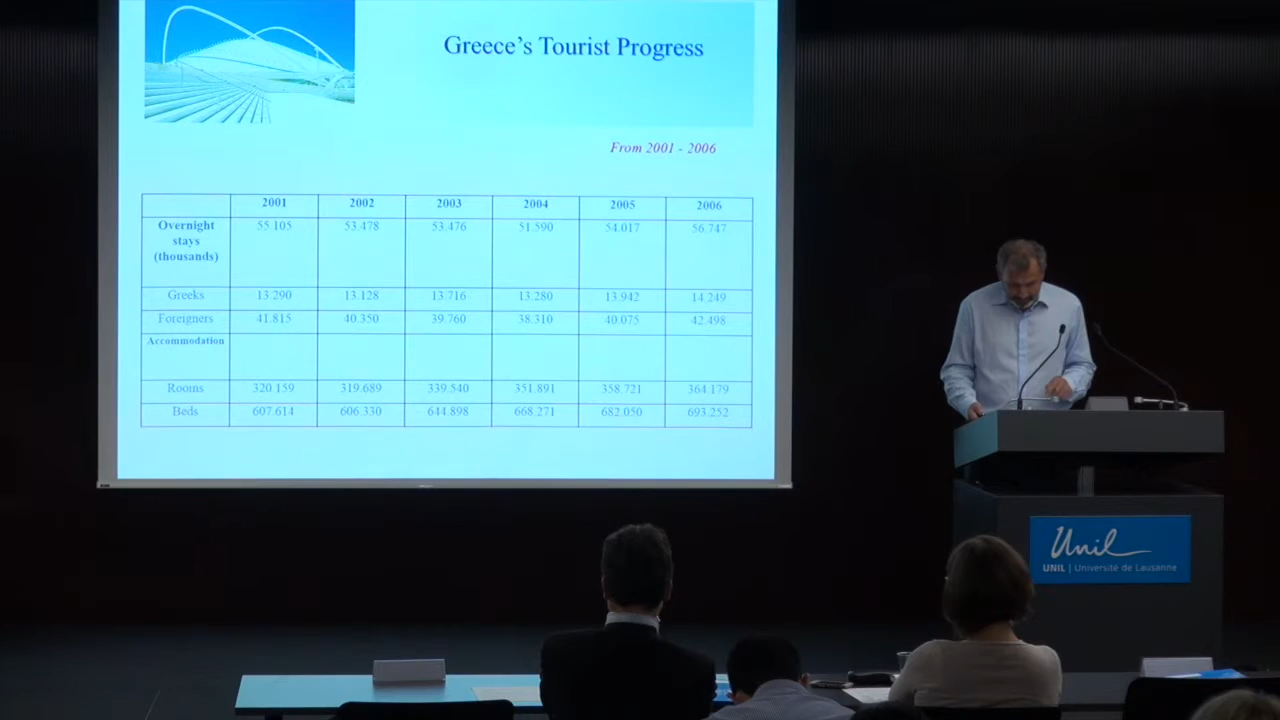 Greece's Tourist Progress
From 2001 - 2006
2001 2002 2003 2004 2005 2006
Overnight stays (thousands) 55.105 53.478 53.476 51.590 54.017 56.747
Greeks 13.290 13.128 13.716 13.280 13.942 14.249
Foreigners 41.815 40.350 39.760 38.310 40.075 42.498
Accommodation
Rooms 320.159 319.689 339.540 351.891 358.721 364.179
Beds 607.614 606.330 644.898 668.271 682.050 693.252
Unil
UNIL | Université de Lausanne